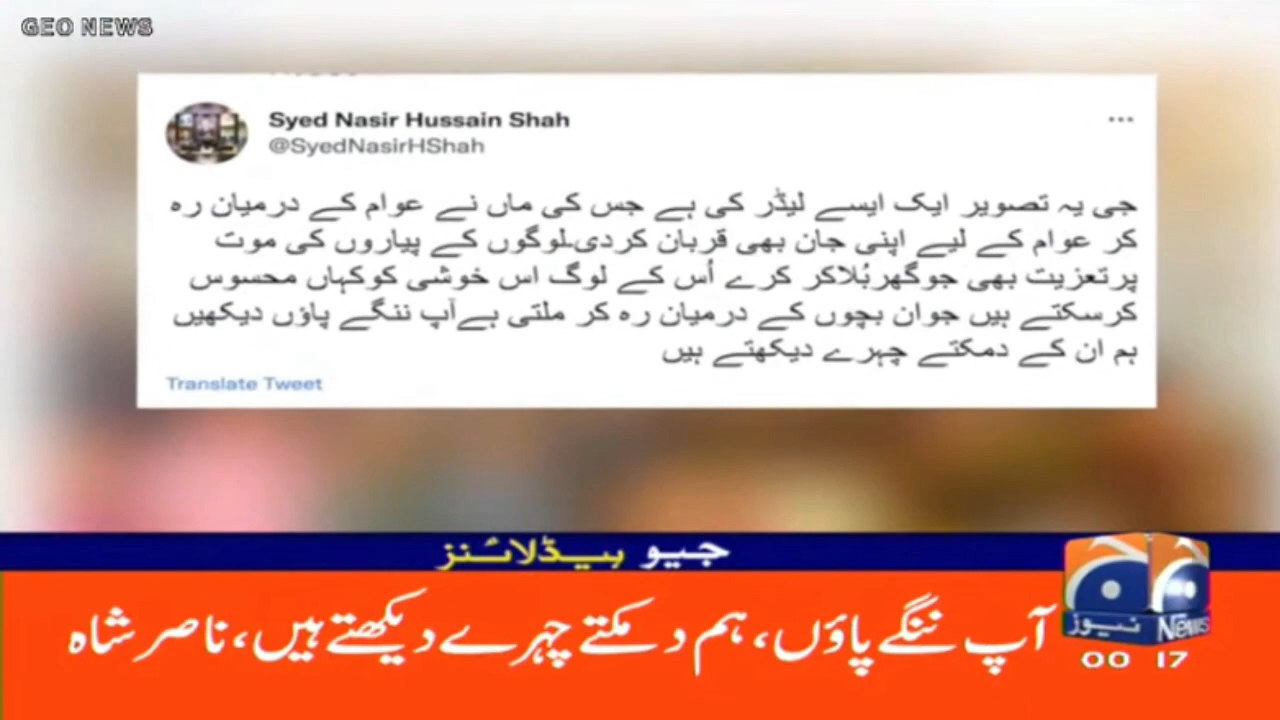 GEO NEWS
Syed Nasir Hussain Shah
@SyedNasirHShah
جی یہ تصویر ایک ایسے لیڈر کی ہے جس کی ماں نے عوام کے درمیان رہ
کر عوام کے لیے اپنی جان بھی قربان کردی۔لوگوں کے پیاروں کی موت
پرتعزیت بھی جوگھربُلاکر کرے اُس کے لوگ اس خوشی کوکہاں محسوس
کرسکتے ہیں جوان بچوں کے درمیان رہ کر ملتی ہےآپ ننگے پاؤں دیکھیں
ہم ان کے دمکتے چہرے دیکھتے ہیں
Translate Tweet
جیو ہیڈلائنز
آپ ننگے پاؤں، ہم دمکتے چہرے دیکھتے ہیں، ناصر شاہ
جیو
نیوز News
00 17